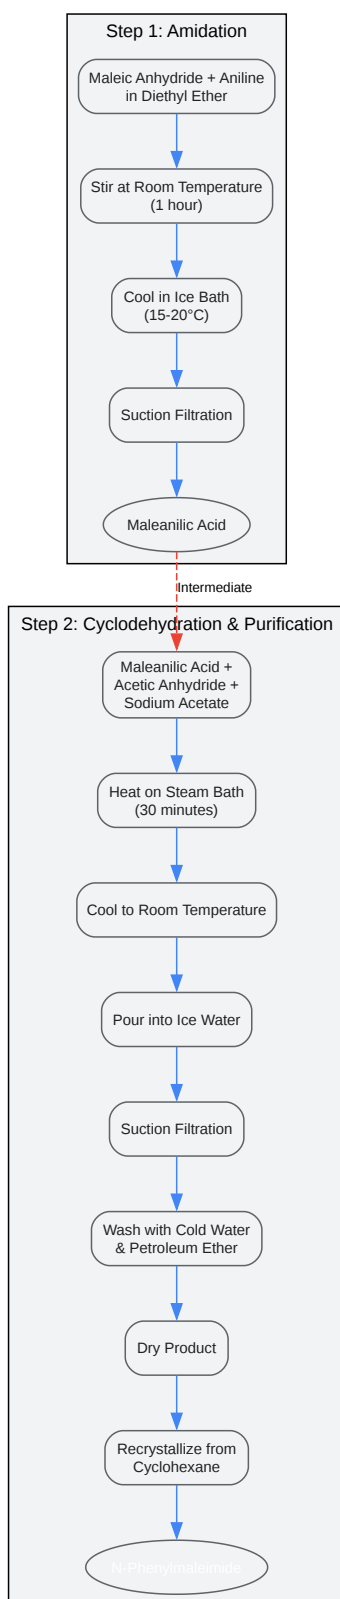 Step 1: Amidation
Maleic Anhydride + Aniline
in Diethyl Ether
Stir at Room Temperature
(1 hour)
Cool in Ice Bath
(15-20°C)
Suction Filtration
Maleanilic Acid
Intermediate
Step 2: Cyclodehydration & Purification
Maleanilic Acid +
Acetic Anhydride +
Sodium Acetate
Heat on Steam Bath
(30 minutes)
Cool to Room Temperature
Pour into Ice Water
Suction Filtration
Wash with Cold Water
& Petroleum Ether
Dry Product
Recrystallize from
Cyclohexane
N-Phenylmaleimide